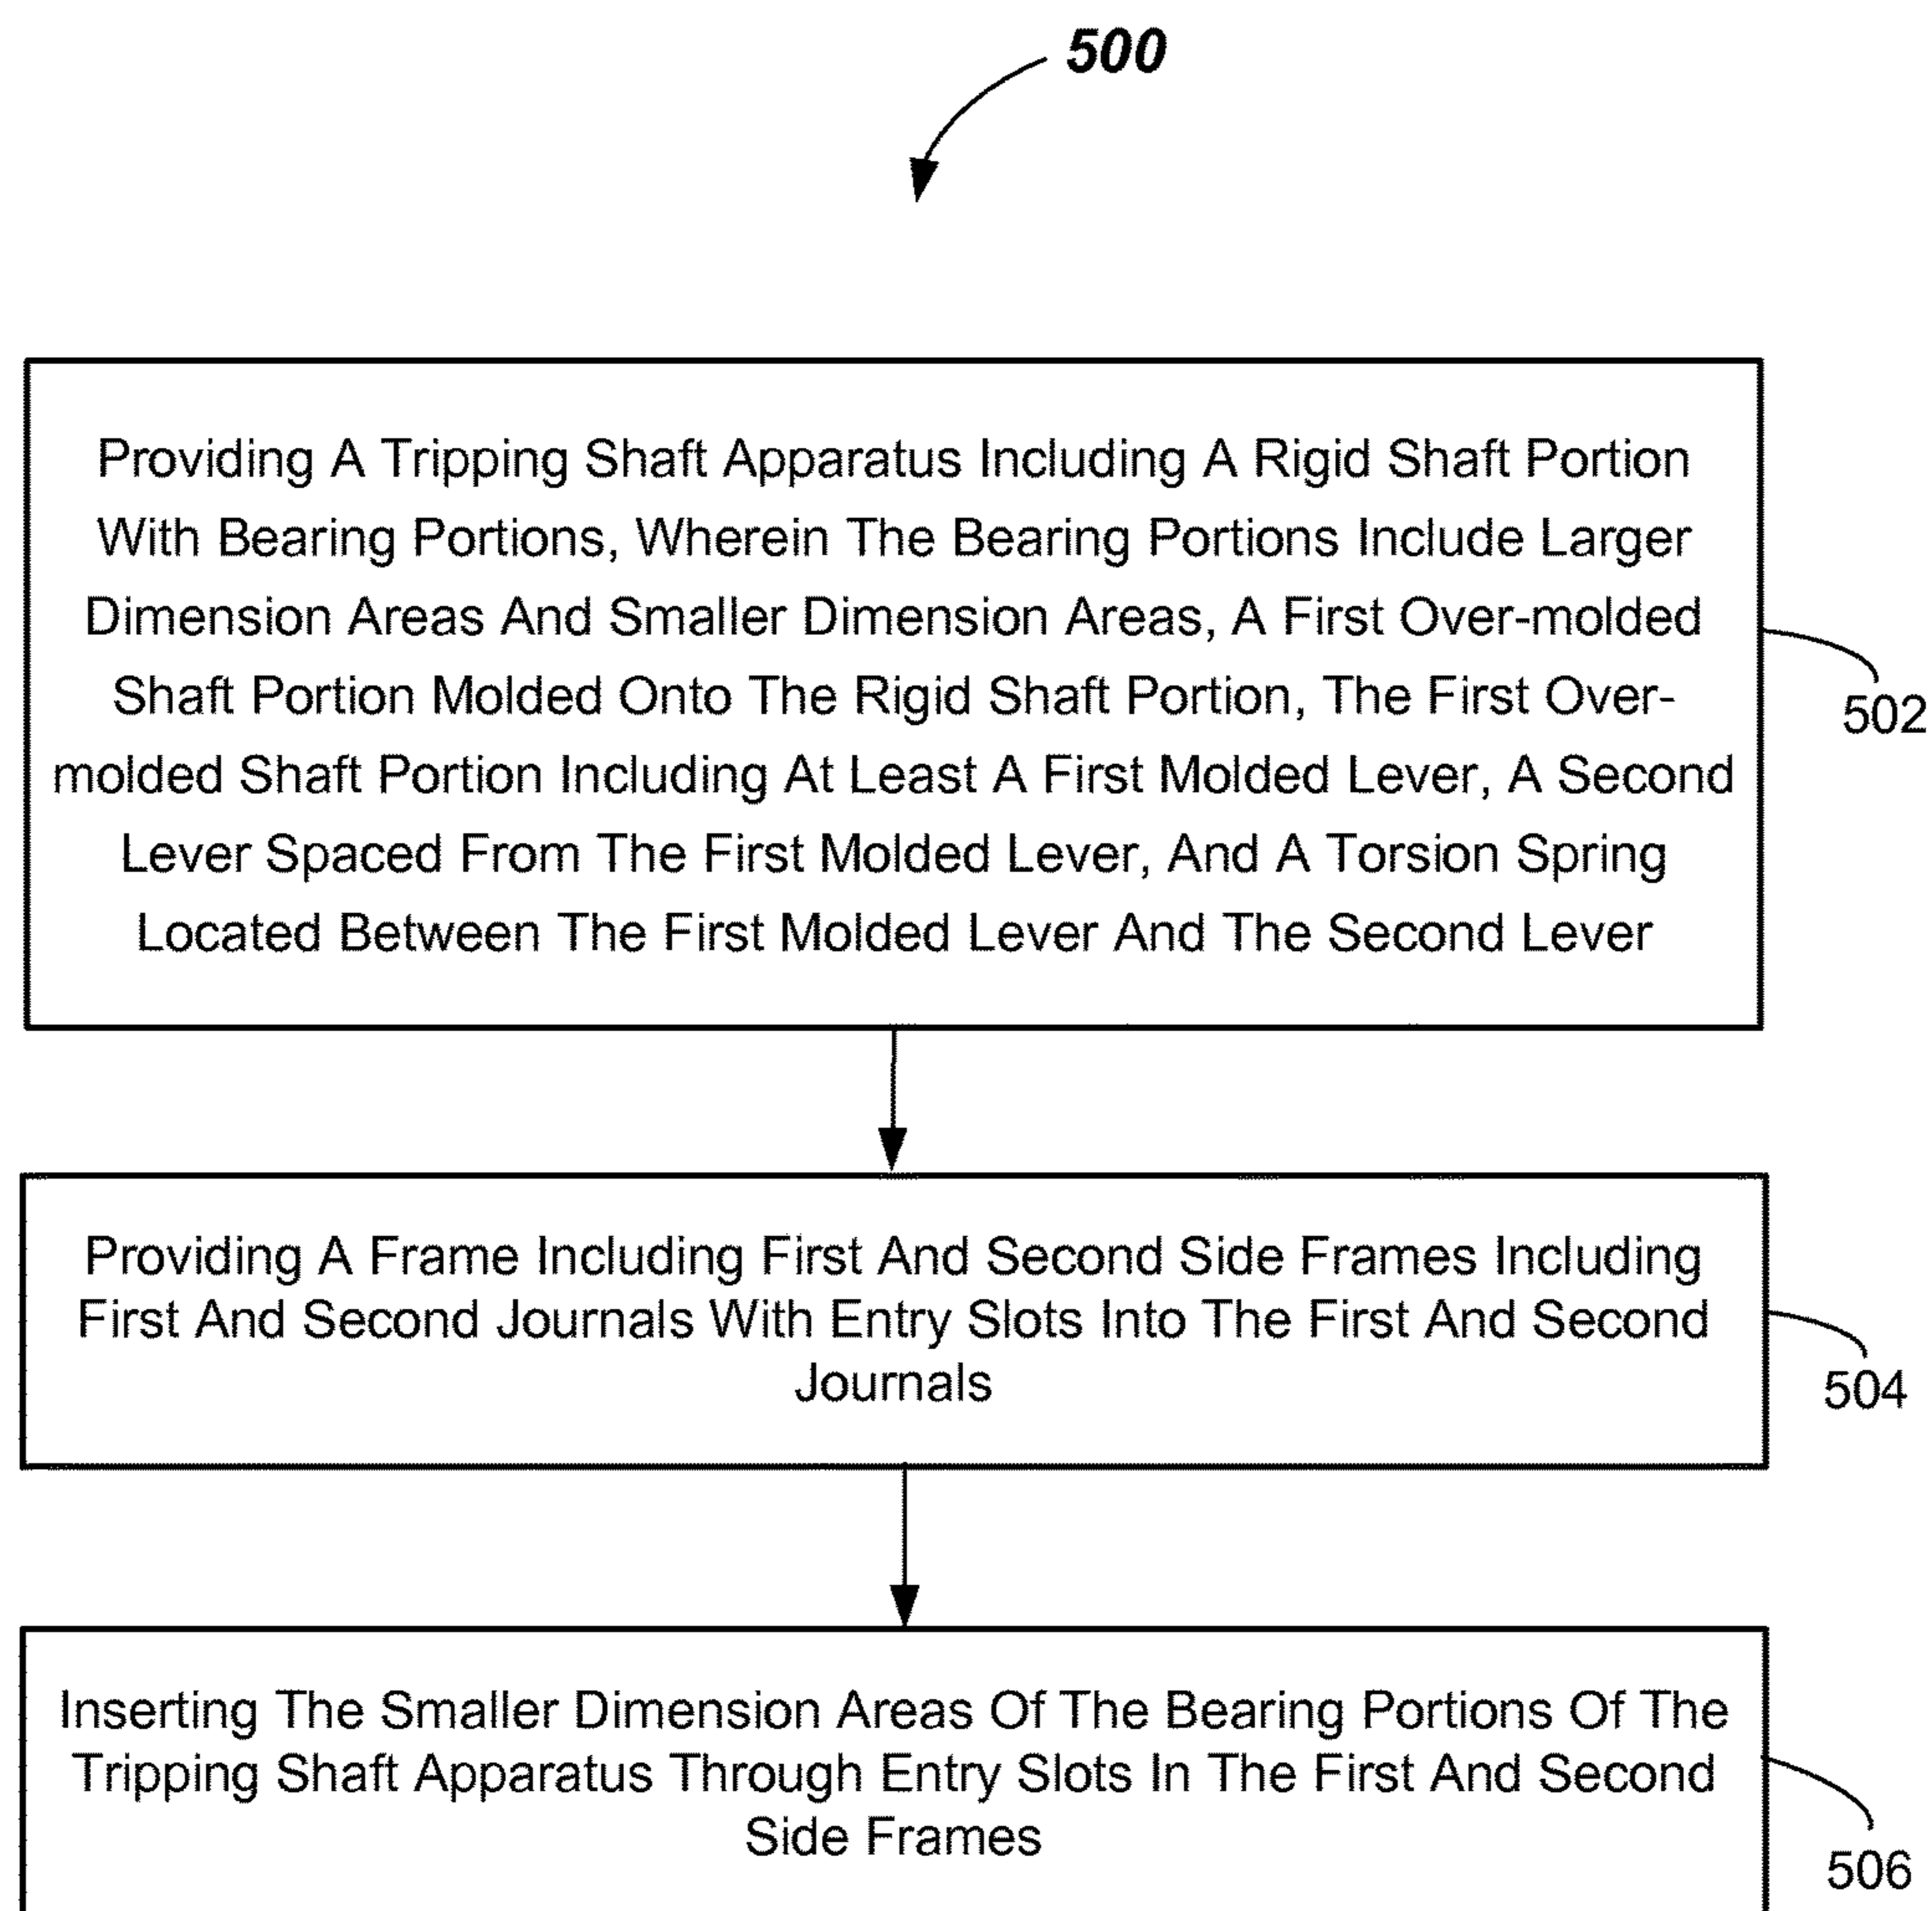 500
Providing A Tripping Shaft Apparatus Including A Rigid Shaft Portion
With Bearing Portions, Wherein The Bearing Portions Include Larger
Dimension Areas And Smaller Dimension Areas, A First Over-molded
Shaft Portion Molded Onto The Rigid Shaft Portion, The First Over-
molded Shaft Portion Including At Least A First Molded Lever, A Second
Lever Spaced From The First Molded Lever, And A Torsion Spring
Located Between The First Molded Lever And The Second Lever
502
Providing A Frame Including First And Second Side Frames Including
First And Second Journals With Entry Slots Into The First And Second
Journals
504
Inserting The Smaller Dimension Areas Of The Bearing Portions Of The
Tripping Shaft Apparatus Through Entry Slots In The First And Second
Side Frames
506